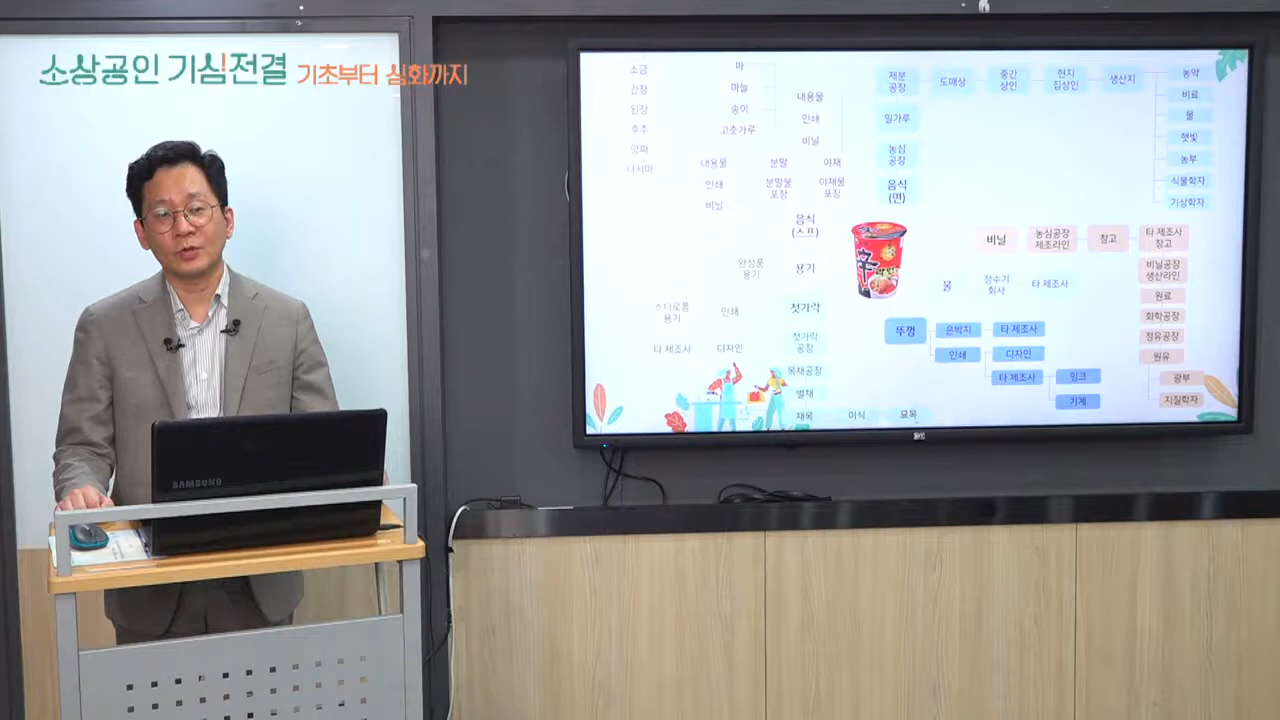 소상공인 기심!전결 기초부터 심화까지
소금
간장
된장
후추
양파
다시마
마
마늘
송이
고춧가루
내용물
인쇄
비닐
내용물
인쇄
비닐
분말
분말물
포장
야채
야채물
포장
음식
(스프)
완성품
용기
용기
스티로폼
용기
인쇄
타 제조사
디자인
젓가락
젓가락
공장
목재공장
벌채
재목
이식
묘목
제분
공장
도매상
중간
상인
현지
집상인
생산지
농약
비료
물
햇빛
농부
식물학자
기상학자
밀가루
농심
공장
음식
(면)
비닐
농심공장
제조라인
창고
타 제조사
창고
비닐공장
생산라인
원료
화학공장
정유공장
원유
광부
지질학자
물
정수기
회사
타 제조사
뚜껑
은박지
타 제조사
인쇄
디자인
타 제조사
잉크
기계
辛
SAMSUNG